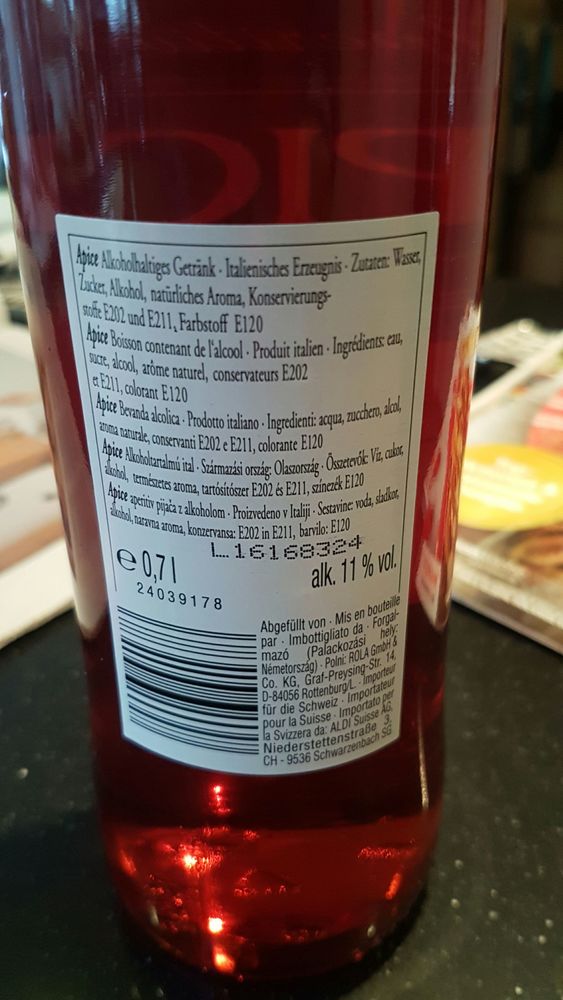 Apice Alkoholhaltiges Getränk · Italienisches Erzeugnis · Zutaten: Wasser,
Zucker, Alkohol, natürliches Aroma, Konservierungs-
stoffe E202 und E211, Farbstoff E120
Apice Boisson contenant de l'alcool · Produit italien · Ingrédients: eau,
sucre, alcool, arôme naturel, conservateurs E202
et E211, colorant E120
Apice Bevanda alcolica · Prodotto italiano · Ingredienti: acqua, zucchero, alcol,
aroma naturale, conservanti E202 e E211, colorante E120
Apice Alkoholtartalmú ital · Származási ország: Olaszország · Összetevők: Víz, cukor,
alkohol, természetes aroma, tartósítószer E202 és E211, színezék E120
Apice aperitiv pijača z alkoholom · Proizvedeno v Italiji · Sestavine: voda, sladkor,
alkohol, naravna aroma, konzervansa: E202 in E211, barvilo: E120
L 16168324
e 0,7 l
alk. 11 % vol.
24039178
Abgefüllt von · Mis en bouteille
par · Imbottigliato da · Forgal-
mazó (Palackozási hely:
Németország) · Polni: ROLA GmbH &
Co. KG, Graf-Preysing-Str. 14,
D-84056 Rottenburg/L. · Importeur
für die Schweiz · Importateur
pour la Suisse · Importato per
la Svizzera da: ALDI Suisse AG,
Niederstettenstraße 3,
CH - 9536 Schwarzenbach SG